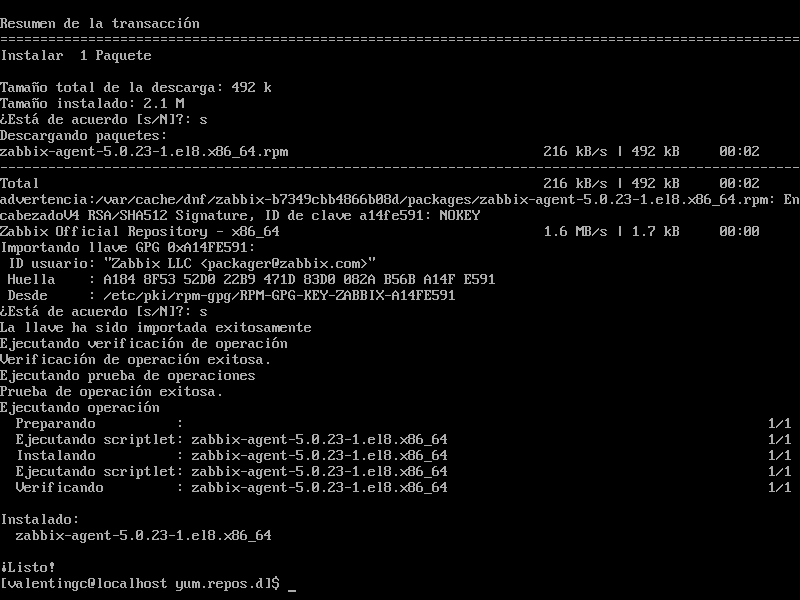 Resumen de la transacción
================================================================================
Instalar  1 Paquete
Tamaño total de la descarga: 492 k
Tamaño instalado: 2.1 M
¿Está de acuerdo [s/N]?: s
Descargando paquetes:
zabbix-agent-5.0.23-1.el8.x86_64.rpm 216 kB/s | 492 kB 00:02
--------------------------------------------------------------------------------
Total 216 kB/s | 492 kB 00:02
advertencia:/var/cache/dnf/zabbix-b7349cbb4866b08d/packages/zabbix-agent-5.0.23-1.el8.x86_64.rpm: En
cabezadoV4 RSA/SHA512 Signature, ID de clave a14fe591: NOKEY
Zabbix Official Repository - x86_64 1.6 MB/s | 1.7 kB 00:00
Importando llave GPG 0xA14FE591:
 ID usuario: "Zabbix LLC <packager@zabbix.com>"
 Huella    : A184 8F53 52D0 22B9 471D 83D0 082A B56B A14F E591
 Desde     : /etc/pki/rpm-gpg/RPM-GPG-KEY-ZABBIX-A14FE591
¿Está de acuerdo [s/N]?: s
La llave ha sido importada exitosamente
Ejecutando verificación de operación
Verificación de operación exitosa.
Ejecutando prueba de operaciones
Prueba de operación exitosa.
Ejecutando operación
  Preparando          : 1/1
  Ejecutando scriptlet: zabbix-agent-5.0.23-1.el8.x86_64 1/1
  Instalando          : zabbix-agent-5.0.23-1.el8.x86_64 1/1
  Ejecutando scriptlet: zabbix-agent-5.0.23-1.el8.x86_64 1/1
  Verificando         : zabbix-agent-5.0.23-1.el8.x86_64 1/1
Instalado:
  zabbix-agent-5.0.23-1.el8.x86_64
¡Listo!
[valentingc@localhost yum.repos.d]$ _